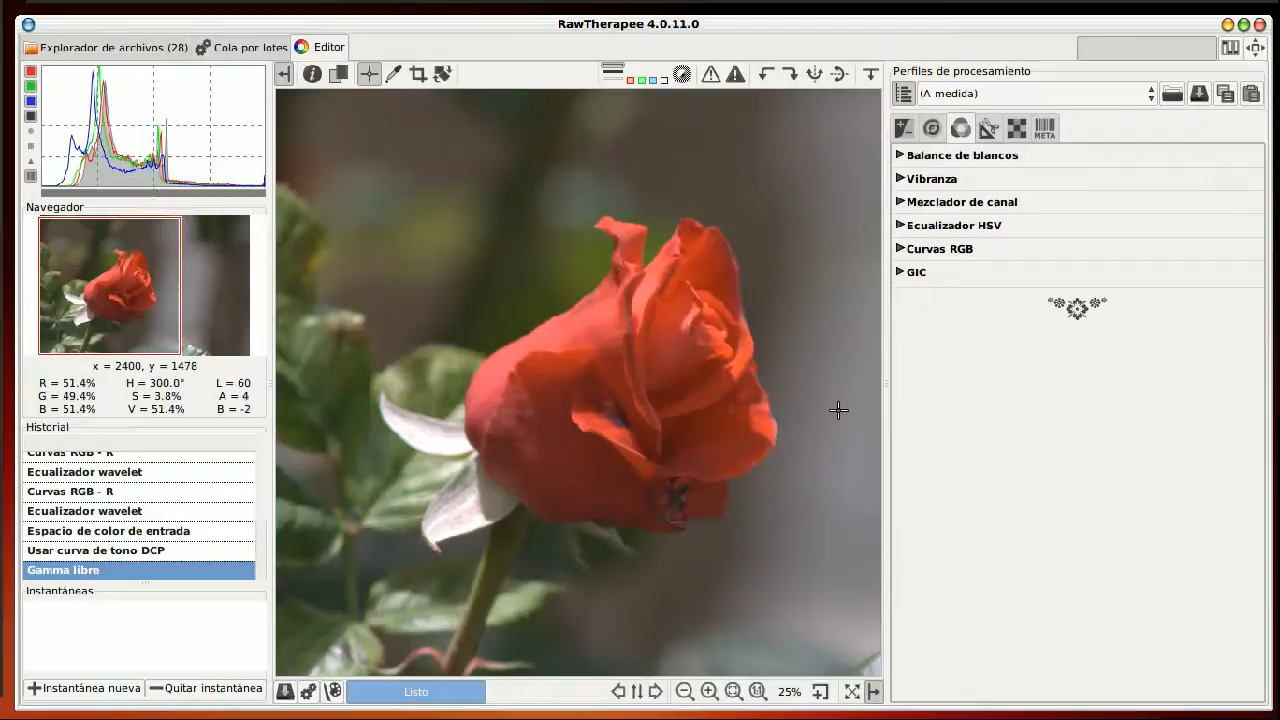 RawTherapee 4.0.11.0
Explorador de archivos (28)
Cola por lotes
Editor
Perfiles de procesamiento
(A medica)
META
Balance de blancos
Vibranza
Mezclador de canal
Ecualizador HSV
Curvas RGB
GIC
Navegador
x = 2400, y = 1478
R = 51.4% H = 300.0° L = 60
G = 49.4% S = 3.8% A = 4
B = 51.4% V = 51.4% B = -2
Historial
Curvas RGB - R
Ecualizador wavelet
Curvas RGB - R
Ecualizador wavelet
Espacio de color de entrada
Usar curva de tono DCP
Gamma libre
Instantáneas
Instantánea nueva
Quitar instantánea
Listo
25%